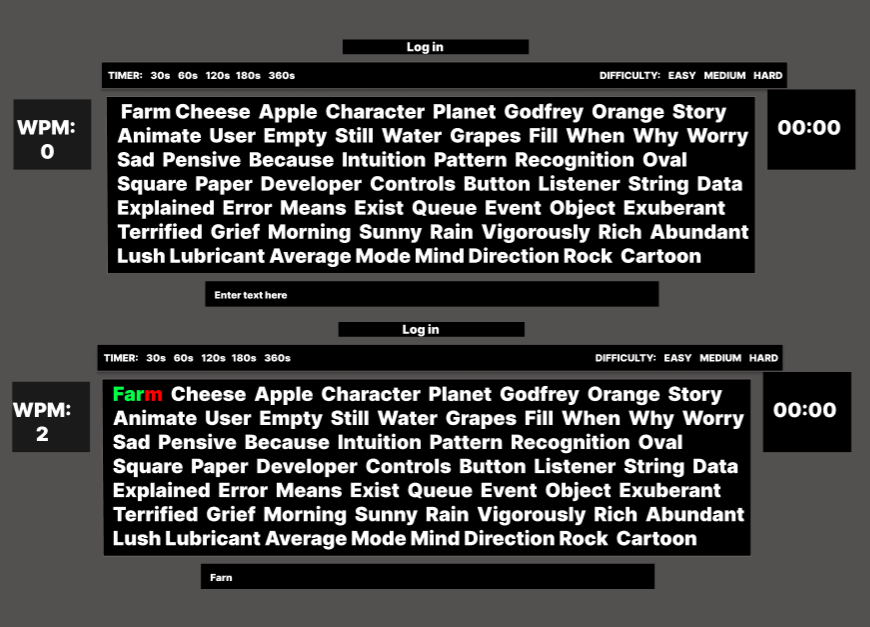 Log in
TIMER: 30s 60s 120s 180s 360s DIFFICULTY: EASY MEDIUM HARD
WPM:
0
Farm Cheese Apple Character Planet Godfrey Orange Story
Animate User Empty Still Water Grapes Fill When Why Worry
Sad Pensive Because Intuition Pattern Recognition Oval
Square Paper Developer Controls Button Listener String Data
Explained Error Means Exist Queue Event Object Exuberant
Terrified Grief Morning Sunny Rain Vigorously Rich Abundant
Lush Lubricant Average Mode Mind Direction Rock Cartoon
00:00
Enter text here
Log in
TIMER: 30s 60s 120s 180s 360s DIFFICULTY: EASY MEDIUM HARD
WPM:
2
Farm Cheese Apple Character Planet Godfrey Orange Story
Animate User Empty Still Water Grapes Fill When Why Worry
Sad Pensive Because Intuition Pattern Recognition Oval
Square Paper Developer Controls Button Listener String Data
Explained Error Means Exist Queue Event Object Exuberant
Terrified Grief Morning Sunny Rain Vigorously Rich Abundant
Lush Lubricant Average Mode Mind Direction Rock Cartoon
00:00
Farn